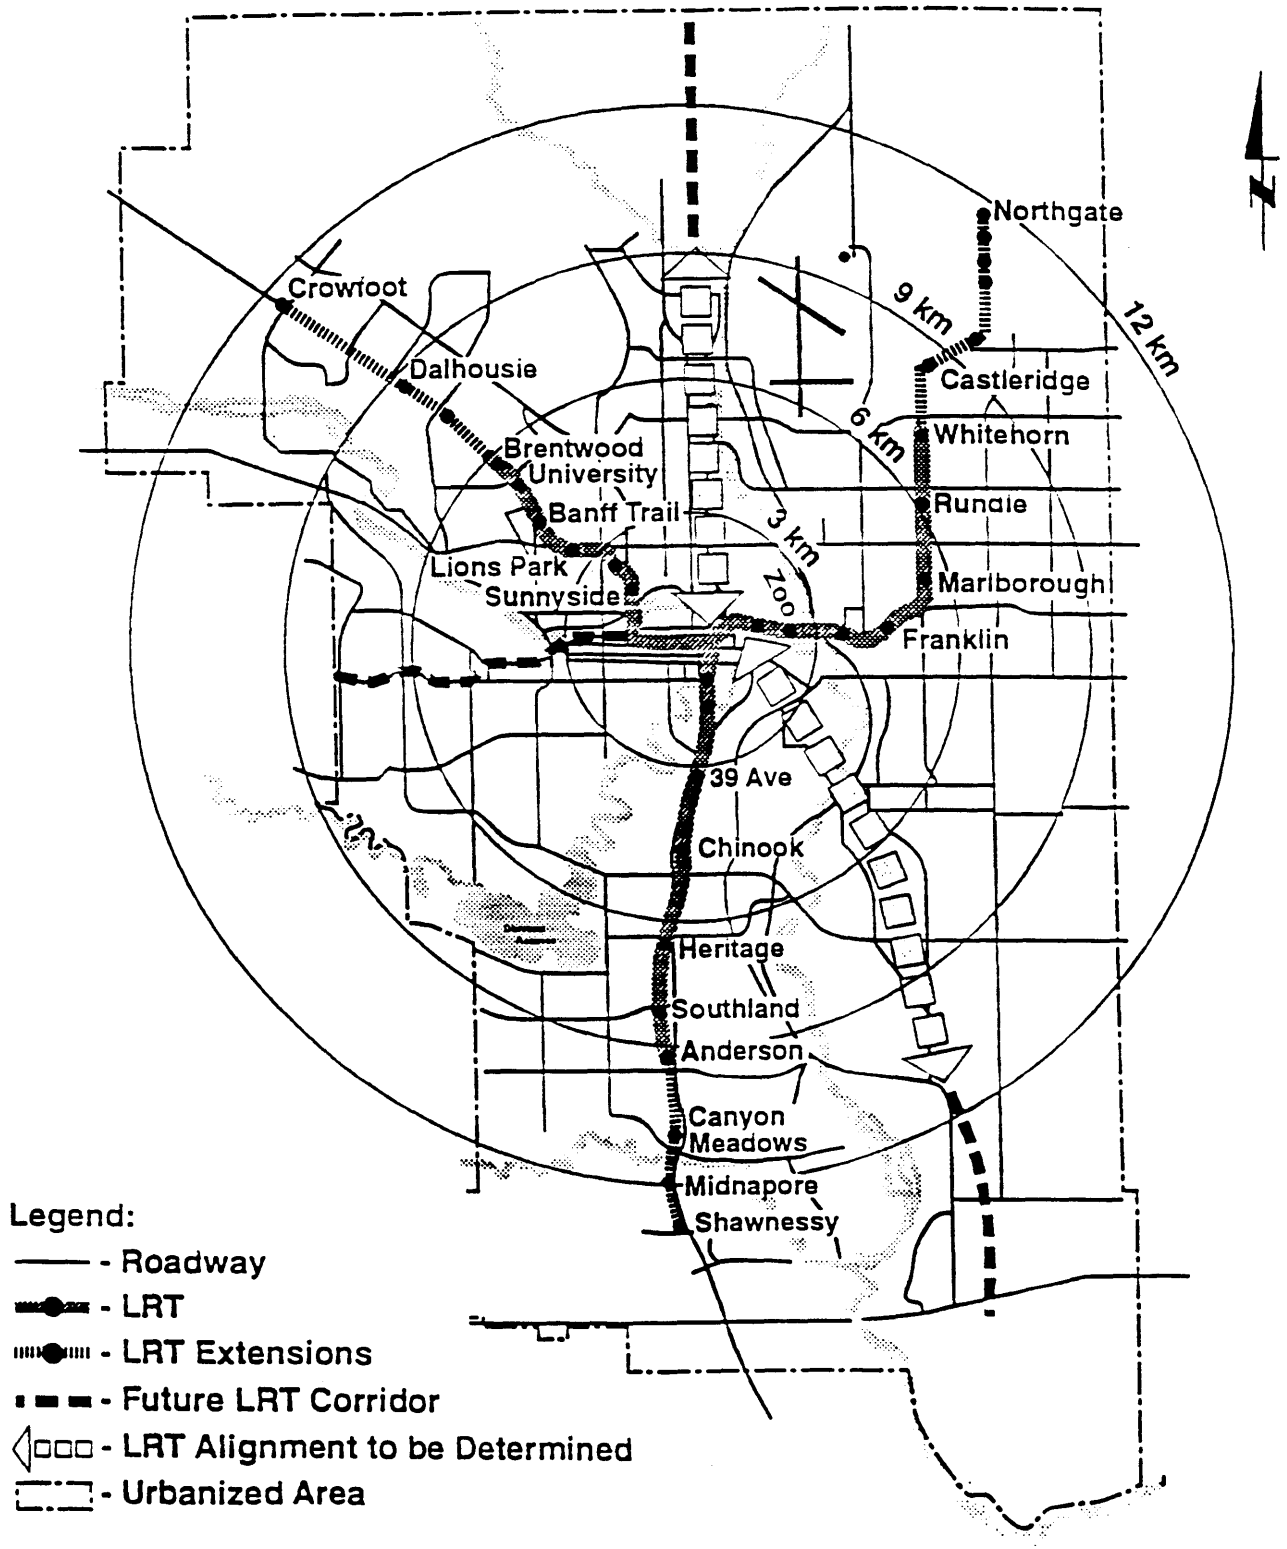 Northgate
Crowfoot
9 km
12 km
Dalhousie
Castleridge
6 km
Whitehorn
Brentwood
University
Rundle
Banff Trail
3 km
Lions Park
Zoo
Marlborough
Sunnyside
Franklin
39 Ave
Chinook
Heritage
Southland
Anderson
Canyon
Meadows
Midnapore
Shawnessy
N
Legend:
- Roadway
- LRT
- LRT Extensions
- Future LRT Corridor
- LRT Alignment to be Determined
- Urbanized Area